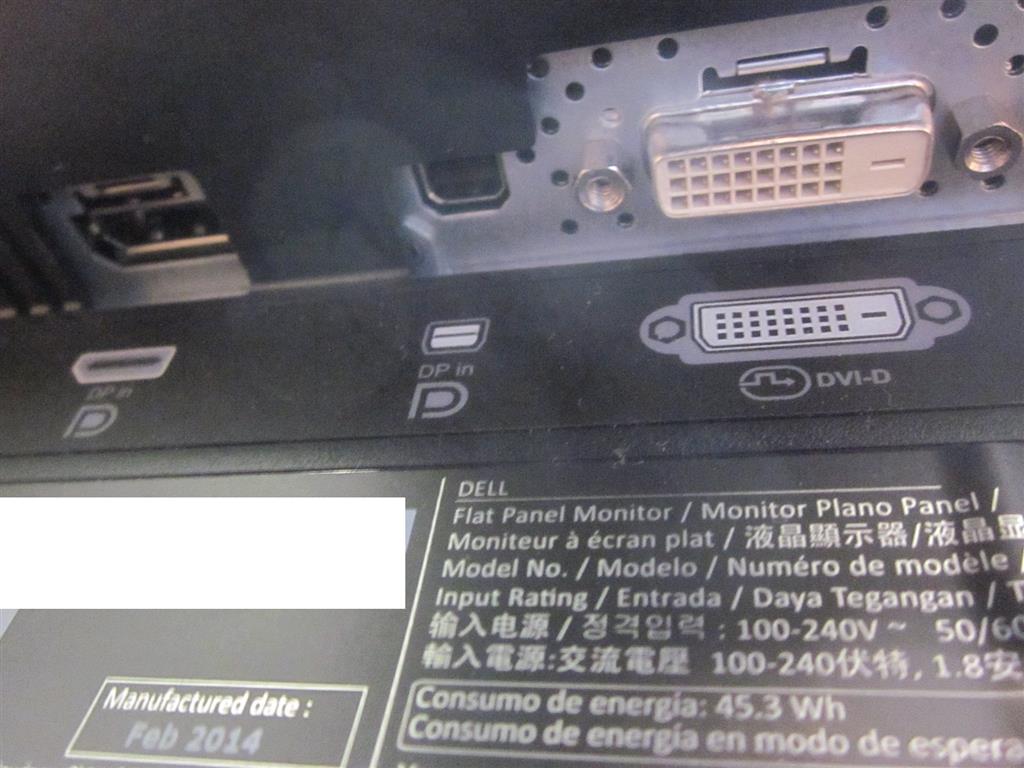 DP in
DP in
DVI-D
DELL
Flat Panel Monitor / Monitor Plano Panel /
Moniteur à écran plat / 液晶顯示器/液晶显
Model No. / Modelo / Numéro de modèle /
Input Rating / Entrada / Daya Tegangan / T
输入电源 / 정격입력 : 100-240V ~ 50/60
輸入電源:交流電壓 100-240伏特, 1.8安
Manufactured date :
Feb 2014
Consumo de energía: 45.3 Wh
Consumo de energía en modo de espera